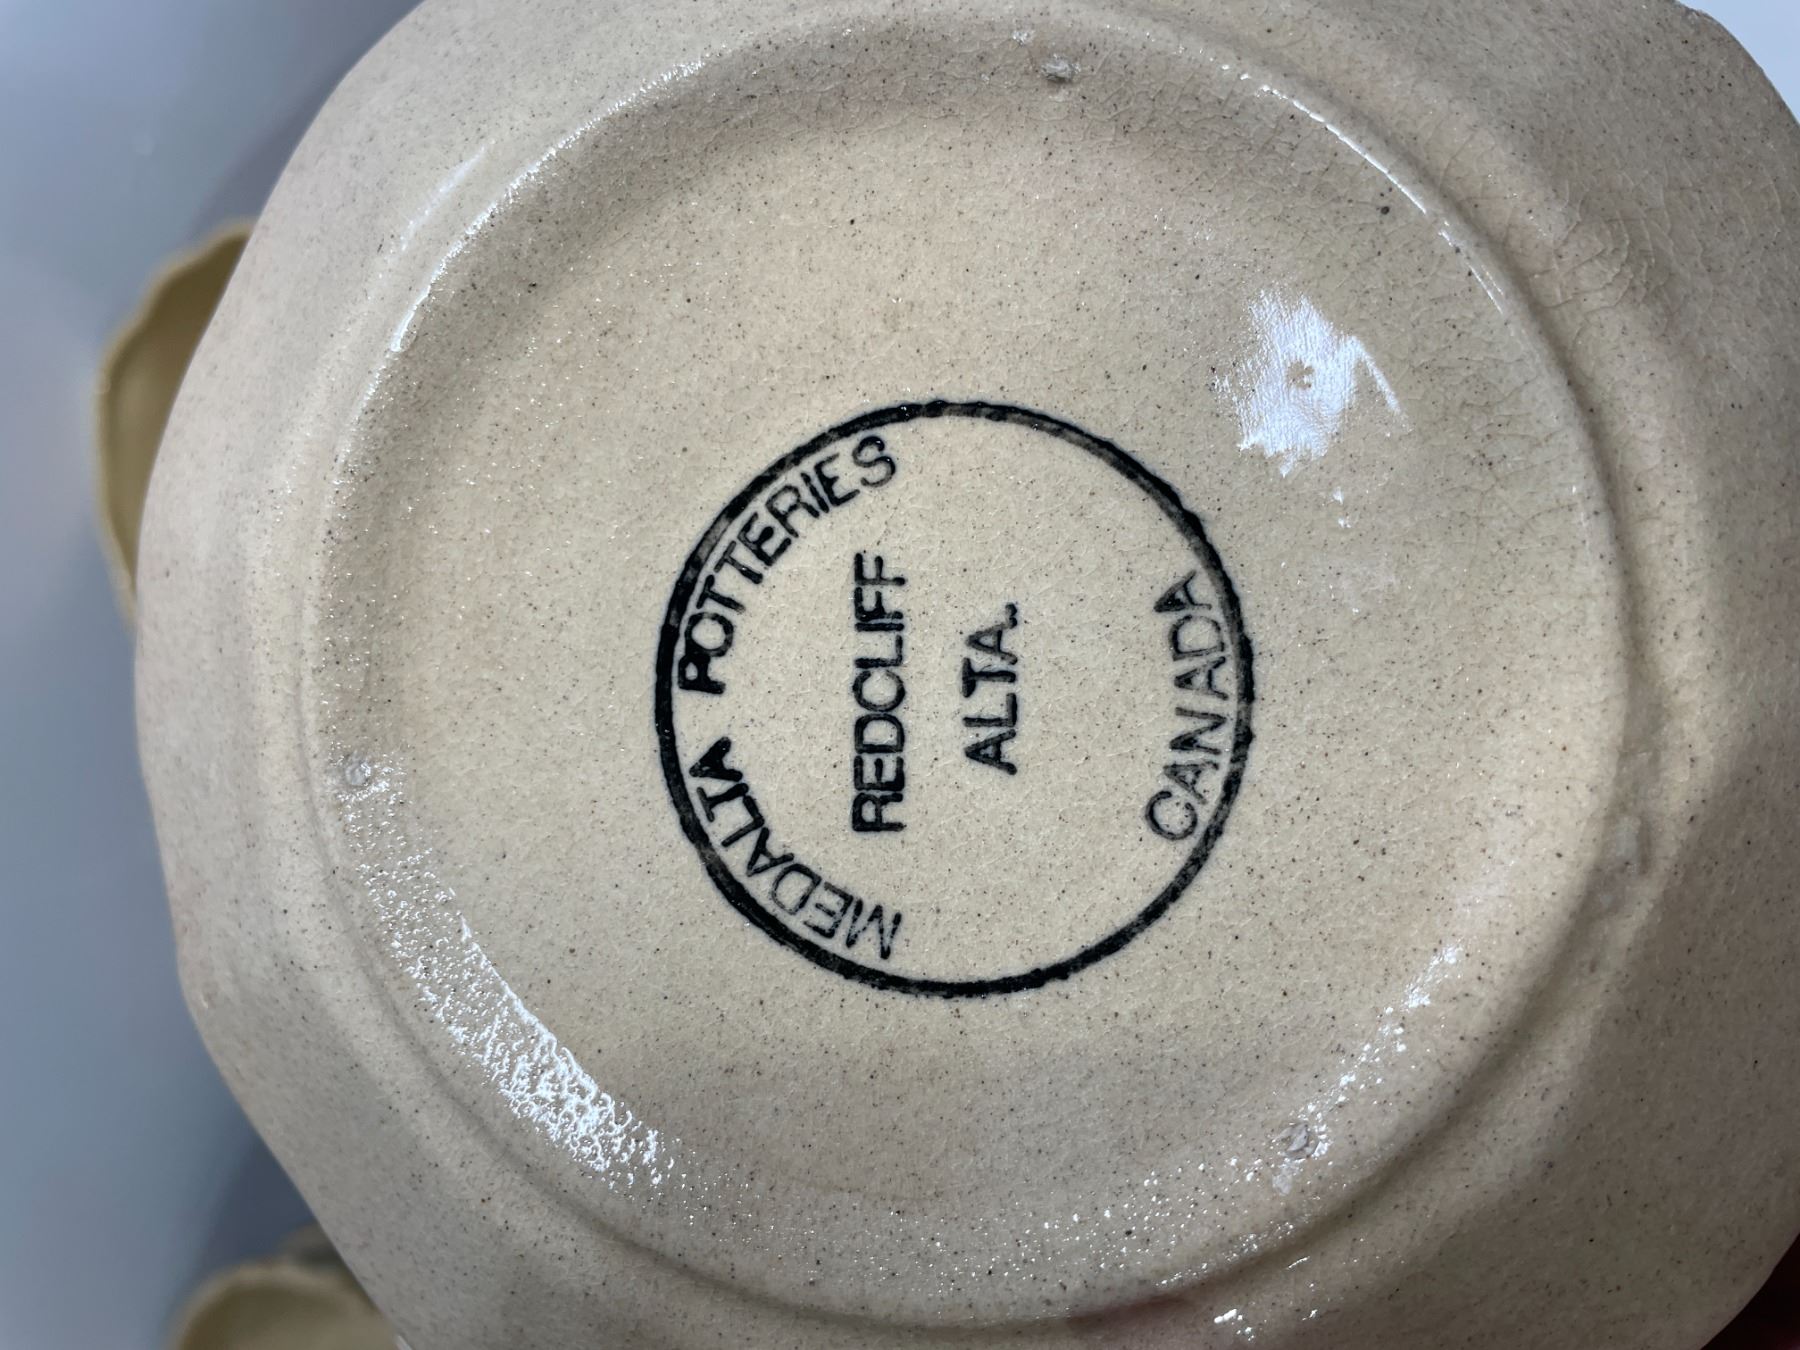 MEDALTA POTTERIES
REDCLIFF
ALTA.
CANADA